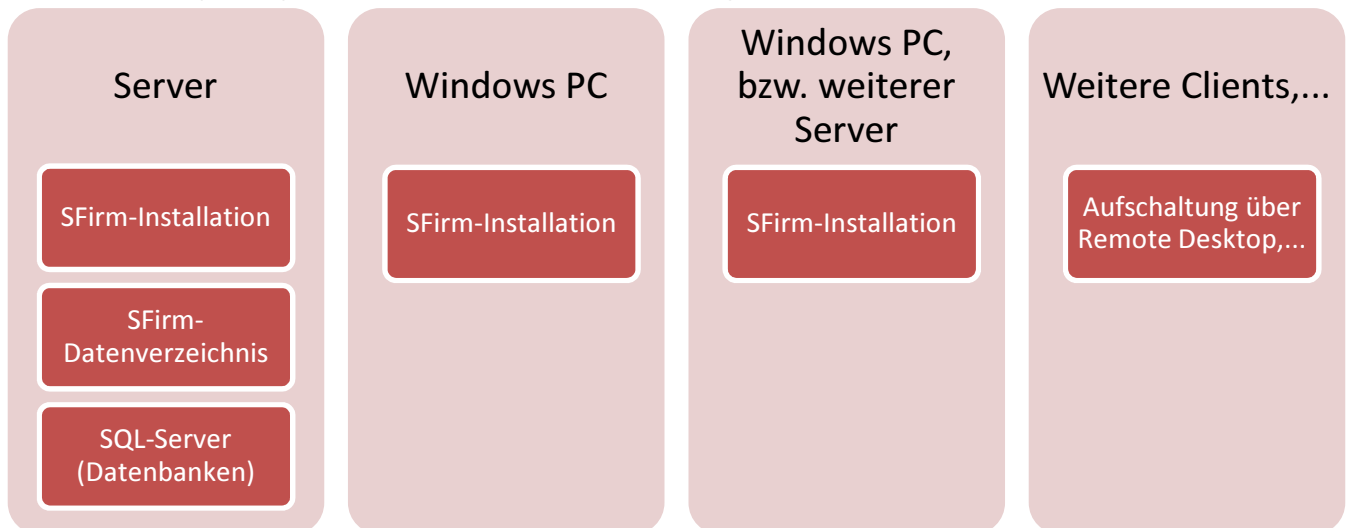 Server
SFirm-Installation
SFirm-
Datenverzeichnis
SQL-Server
(Datenbanken)
Windows PC
SFirm-Installation
Windows PC,
bzw. weiterer
Server
SFirm-Installation
Weitere Clients,...
Aufschaltung über
Remote Desktop,...